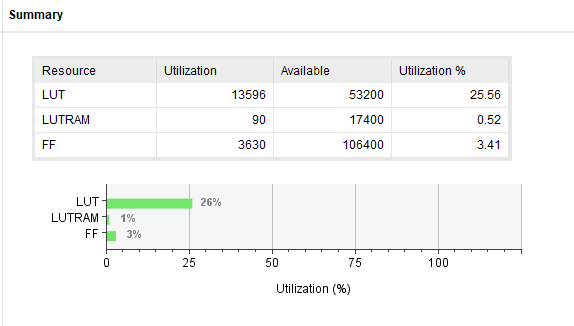 Summary
Resource Utilization Available Utilization %
LUT 13596 53200 25.56
LUTRAM 90 17400 0.52
FF 3630 106400 3.41
LUT 26%
LUTRAM 1%
FF 3%
0 25 50 75 100
Utilization (%)